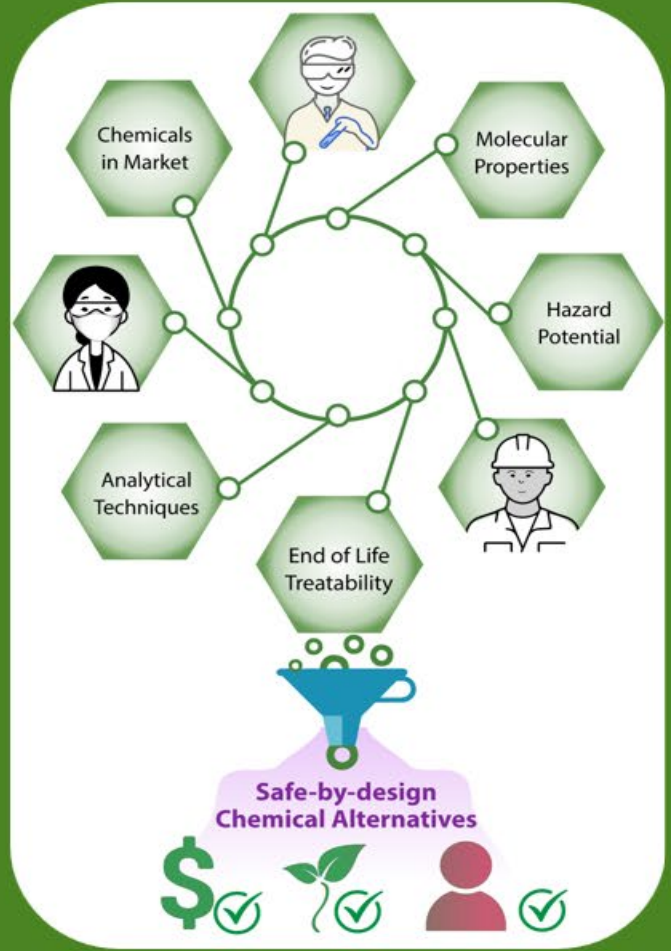 Chemicals
in Market
Molecular
Properties
Hazard
Potential
Analytical
Techniques
End of Life
Treatability
Safe-by-design
Chemical Alternatives
$